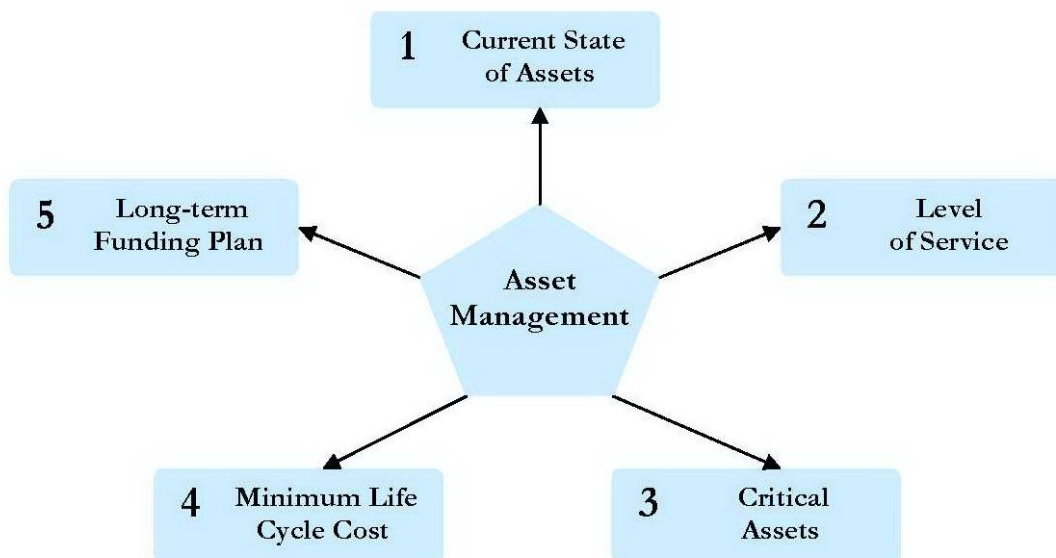 1 Current State
of Assets
5 Long-term
Funding Plan
2 Level
of Service
Asset
Management
4 Minimum Life
Cycle Cost
3 Critical
Assets